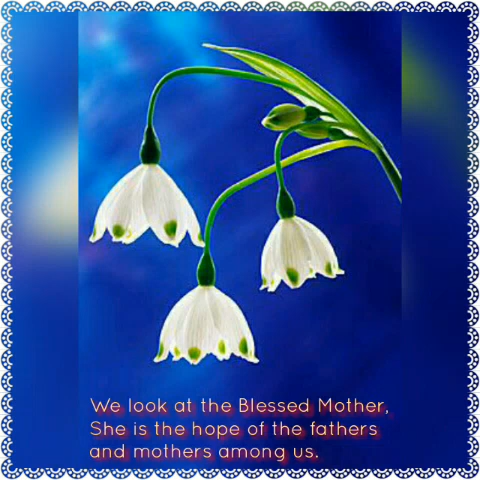 We look at the Blessed Mother,
She is the hope of the fathers
and mothers among us.